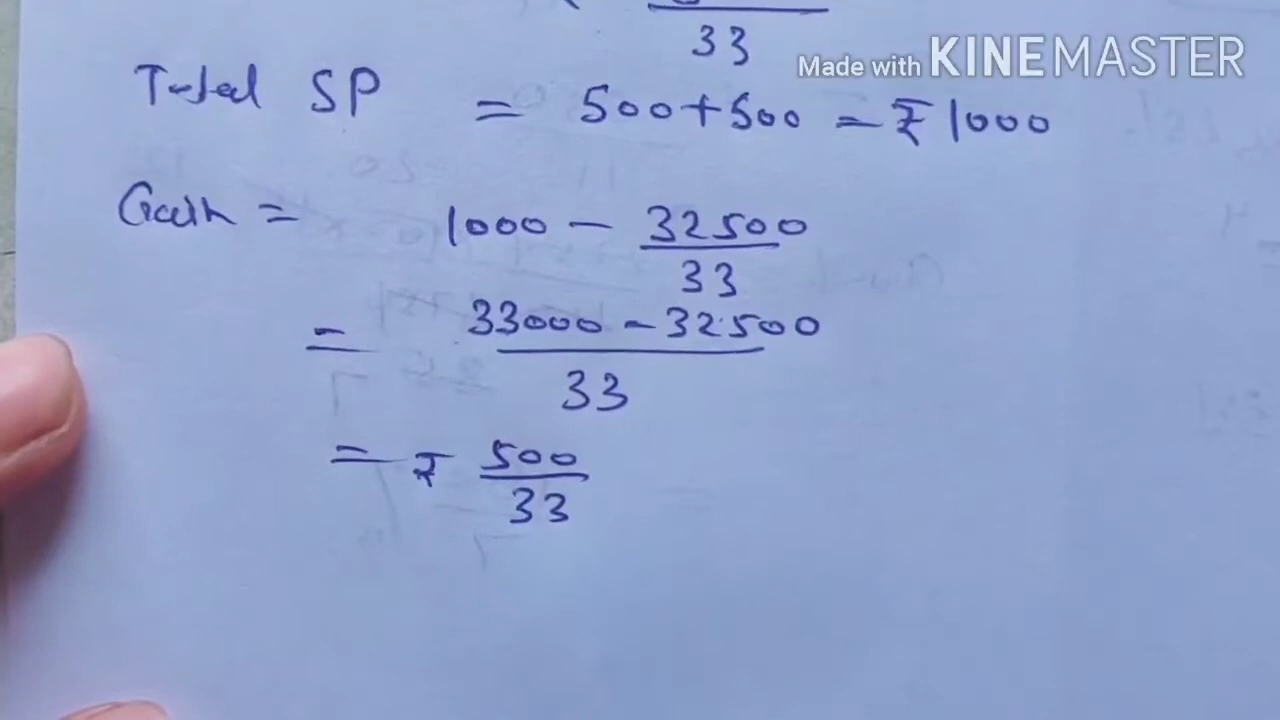 33
Made with KINEMASTER
Total SP = 500+500 = ₹ 1000
Gain = 1000 - 32500
33
= 33000 - 32500
33
= ₹ 500
33